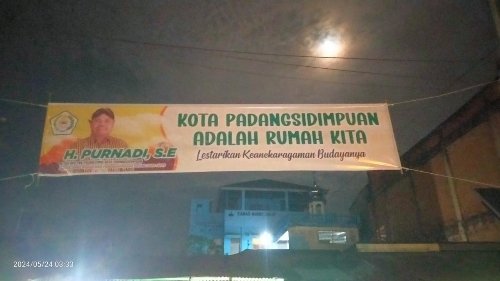 KOTA PADANGSIDIMPUAN
ADALAH RUMAH KITA
Lestarikan Keanekaragaman Budayanya
H. PURNADI, S.E
2024/05/24 03:33